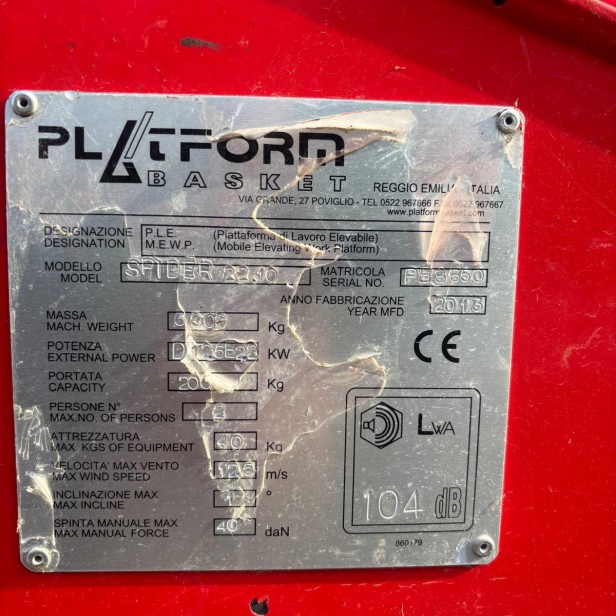 PLATFORM
BASKET
REGGIO EMILIA ITALIA
VIA GRANDE, 27 POVIGLIO - TEL 0522 967666 FAX 0522 967667
www.platformbasket.com
DESIGNAZIONE P.L.E. (Piattaforma di Lavoro Elevabile)
DESIGNATION M.E.W.P. (Mobile Elevating Work Platform)
MODELLO MODEL SPIDER 22.10 MATRICOLA SERIAL NO.
ANNO FABBRICAZIONE YEAR MFD
MASSA MACH. WEIGHT Kg
POTENZA EXTERNAL POWER KW
PORTATA CAPACITY 200 Kg
PERSONE N° MAX.NO. OF PERSONS 2
ATTREZZATURA MAX. KGS OF EQUIPMENT 40 Kg
VELOCITA' MAX VENTO MAX WIND SPEED 12.5 m/s
INCLINAZIONE MAX MAX INCLINE °
SPINTA MANUALE MAX MAX MANUAL FORCE 40 daN
CE
LWA
104 dB
860179